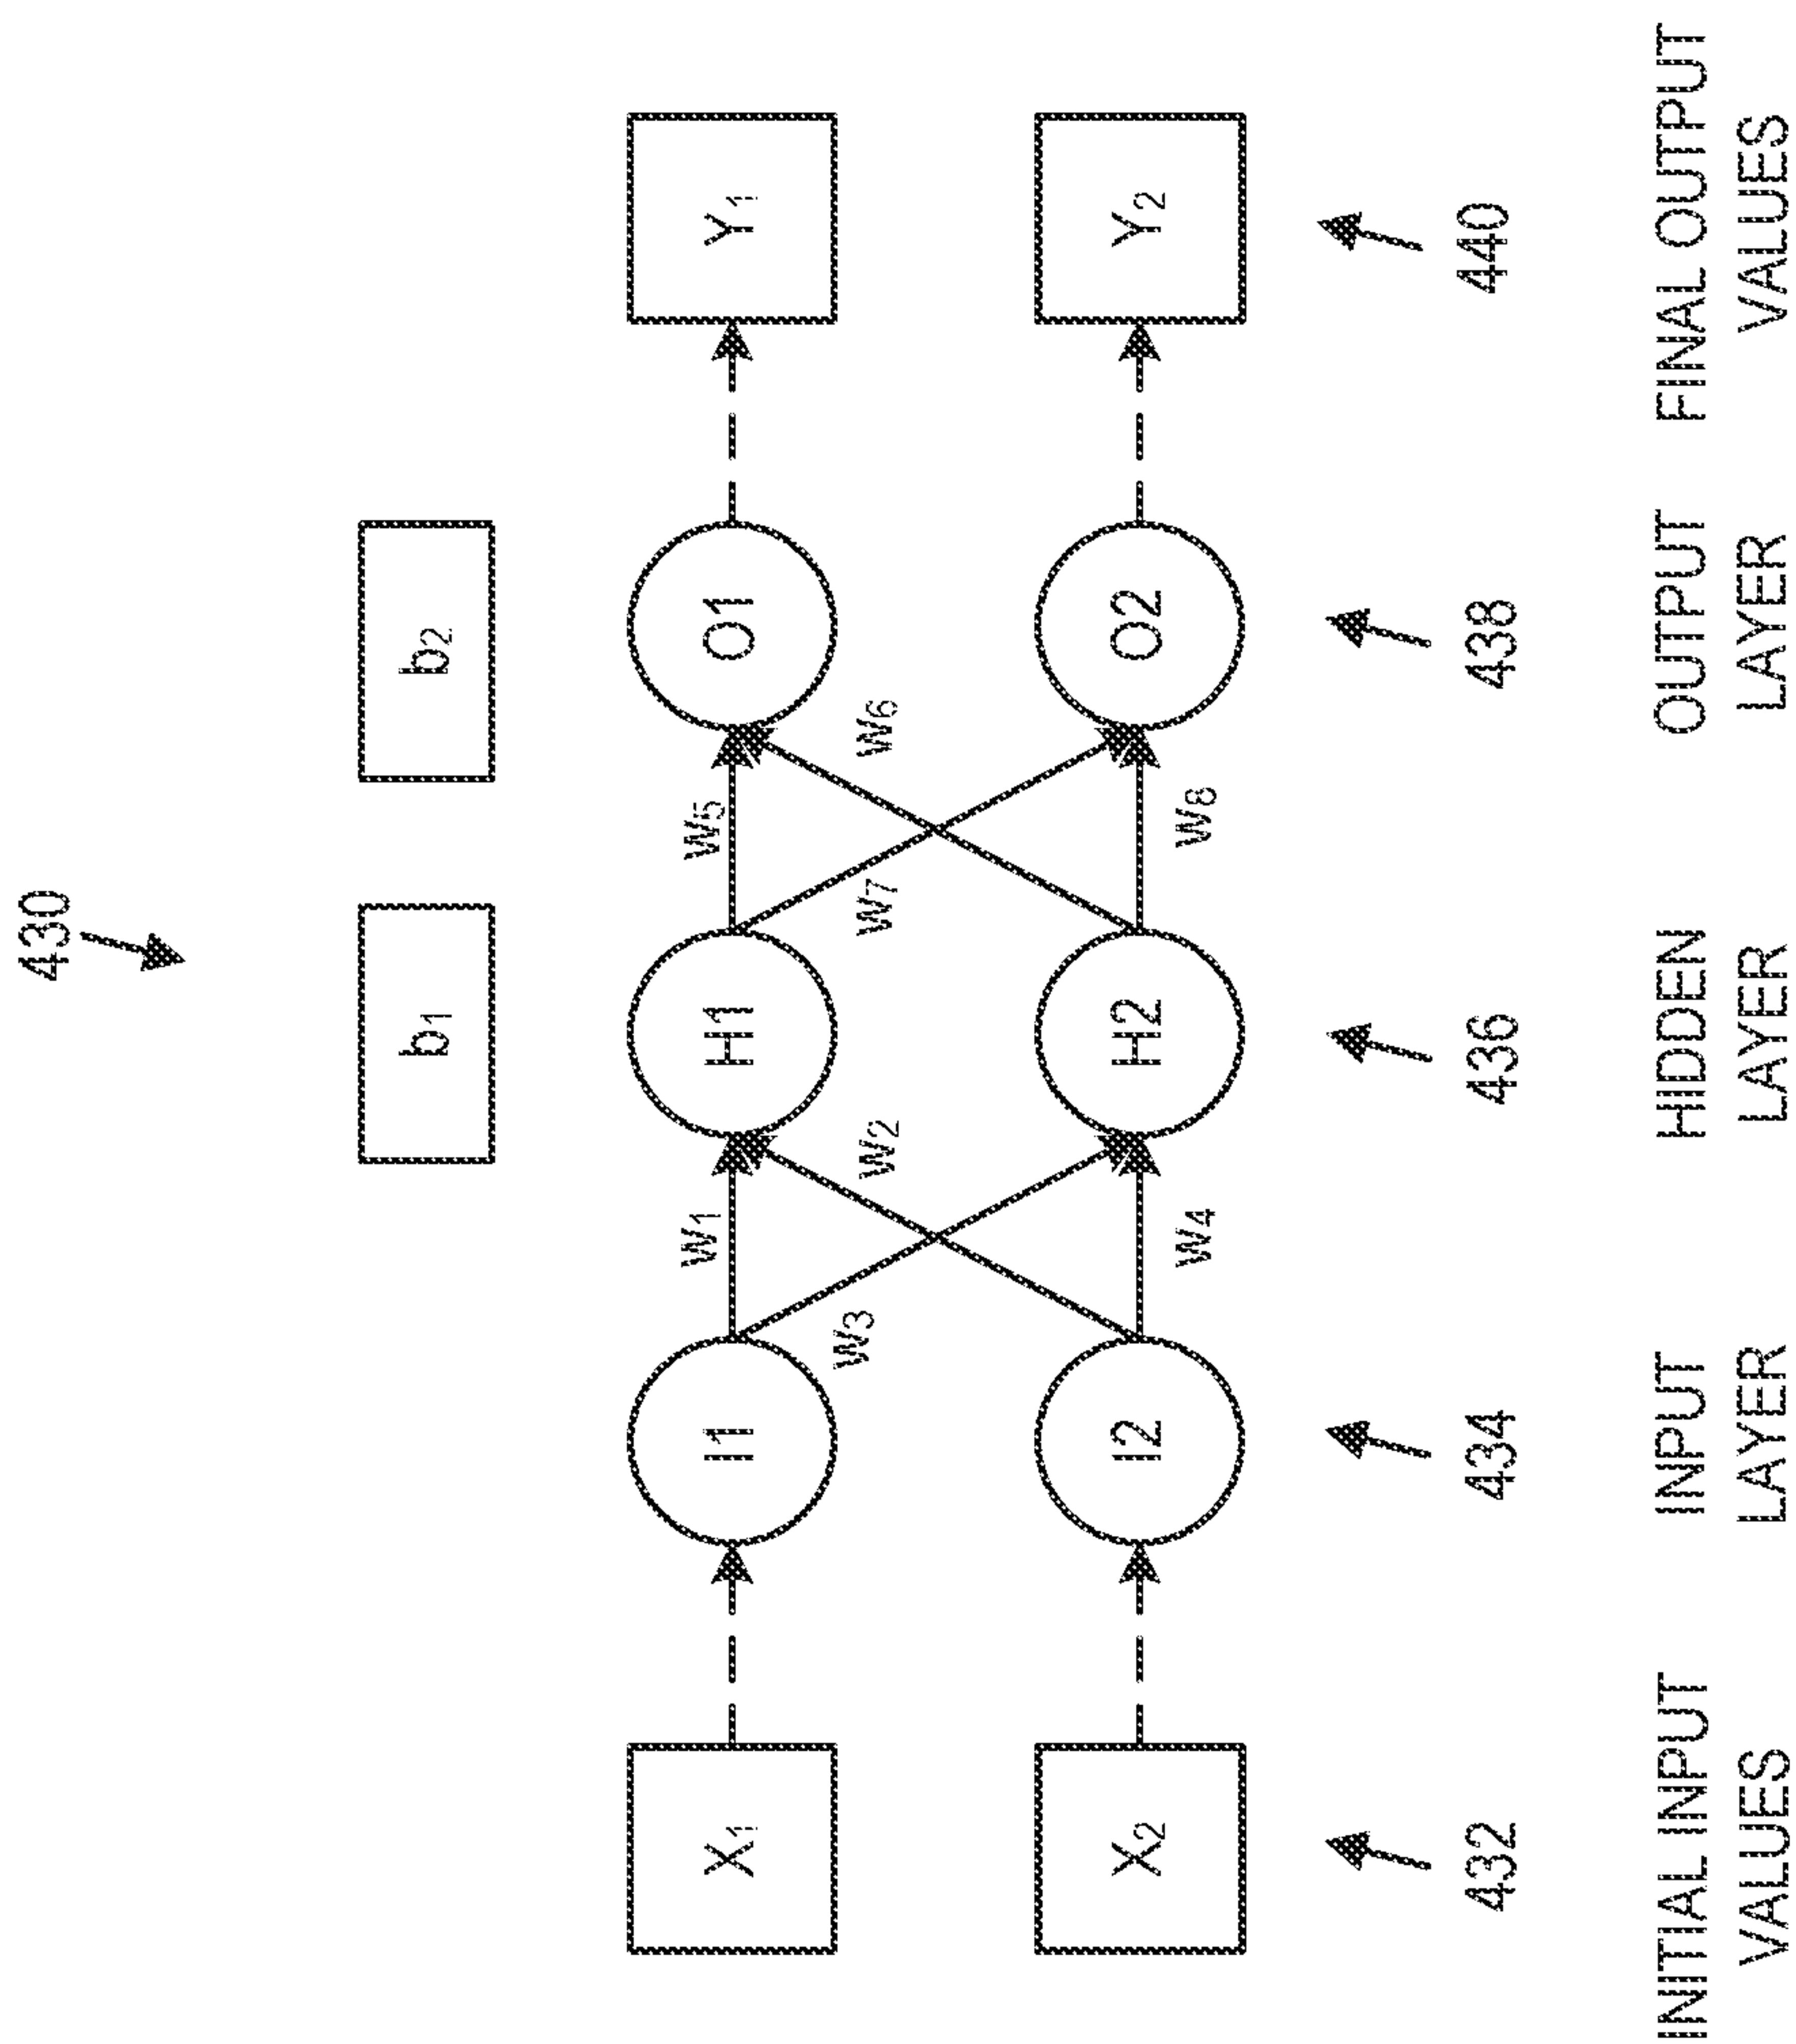 430
b1
b2
X1
I1
W1
H1
W5
O1
Y1
W3
W2
W7
W6
X2
I2
W4
H2
W8
O2
Y2
432
434
436
438
440
INITIAL INPUT
VALUES
INPUT
LAYER
HIDDEN
LAYER
OUTPUT
LAYER
FINAL OUTPUT
VALUES